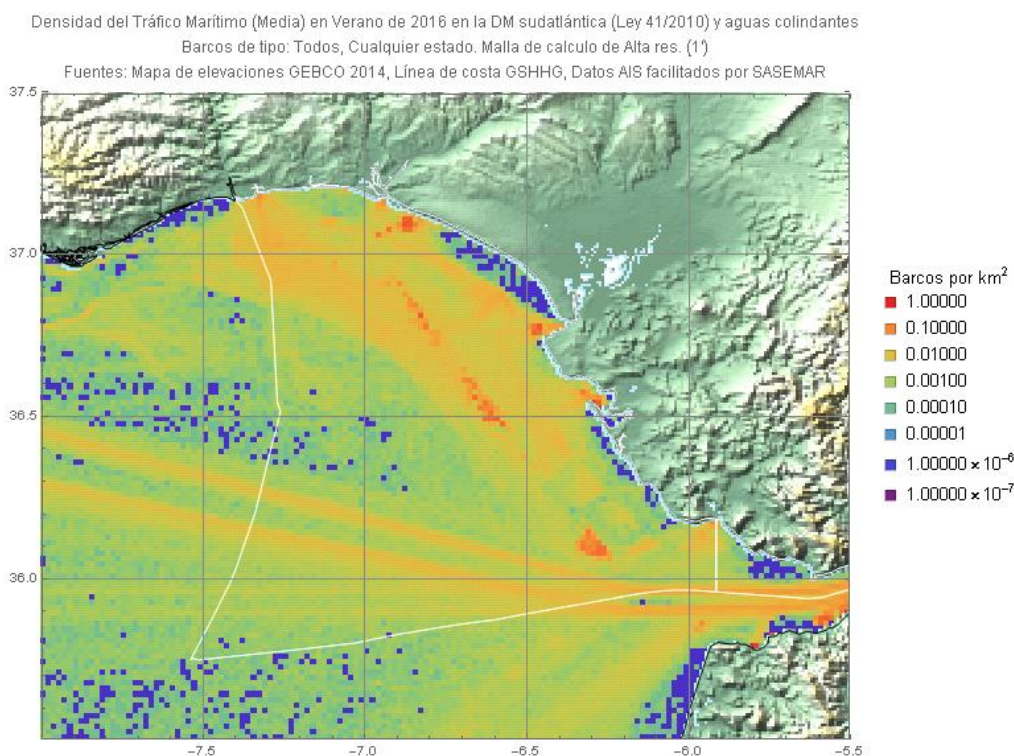 Densidad del Tráfico Marítimo (Media) en Verano de 2016 en la DM sudatlántica (Ley 41/2010) y aguas colindantes
Barcos de tipo: Todos, Cualquier estado. Malla de calculo de Alta res. (1')
Fuentes: Mapa de elevaciones GEBCO 2014, Línea de costa GSHHG, Datos AIS facilitados por SASEMAR
37.5
37.0
36.5
36.0
-7.5 -7.0 -6.5 -6.0 -5.5
Barcos por km²
1.00000
0.10000
0.01000
0.00100
0.00010
0.00001
1.00000 × 10⁻⁶
1.00000 × 10⁻⁷